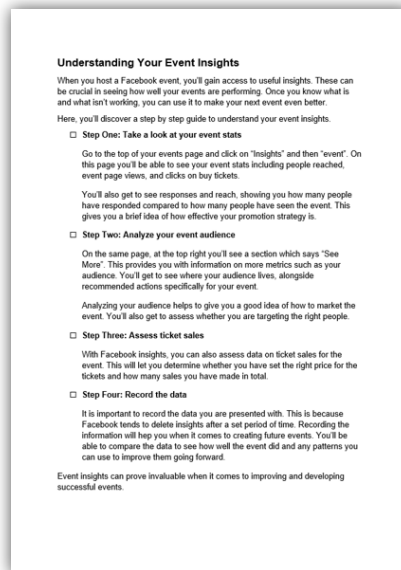 Understanding Your Event Insights
When you host a Facebook event, you'll gain access to useful insights. These can
be crucial in seeing how well your events are performing. Once you know what is
and what isn't working, you can use it to make your next event even better.
Here, you'll discover a step by step guide to understand your event insights.
☐ Step One: Take a look at your event stats
Go to the top of your events page and click on "Insights" and then "event". On
this page you'll be able to see your event stats including people reached,
event page views, and clicks on buy tickets.
You'll also get to see responses and reach, showing you how many people
have responded compared to how many people have seen the event. This
gives you a brief idea of how effective your promotion strategy is.
☐ Step Two: Analyze your event audience
On the same page, at the top right you'll see a section which says "See
More". This provides you with information on more metrics such as your
audience. You'll get to see where your audience lives, alongside
recommended actions specifically for your event.
Analyzing your audience helps to give you a good idea of how to market the
event. You'll also get to assess whether you are targeting the right people.
☐ Step Three: Assess ticket sales
With Facebook insights, you can also assess data on ticket sales for the
event. This will let you determine whether you have set the right price for the
tickets and how many sales you have made in total.
☐ Step Four: Record the data
It is important to record the data you are presented with. This is because
Facebook tends to delete insights after a set period of time. Recording the
information will hep you when it comes to creating future events. You'll be
able to compare the data to see how well the event did and any patterns you
can use to improve them going forward.
Event insights can prove invaluable when it comes to improving and developing
successful events.